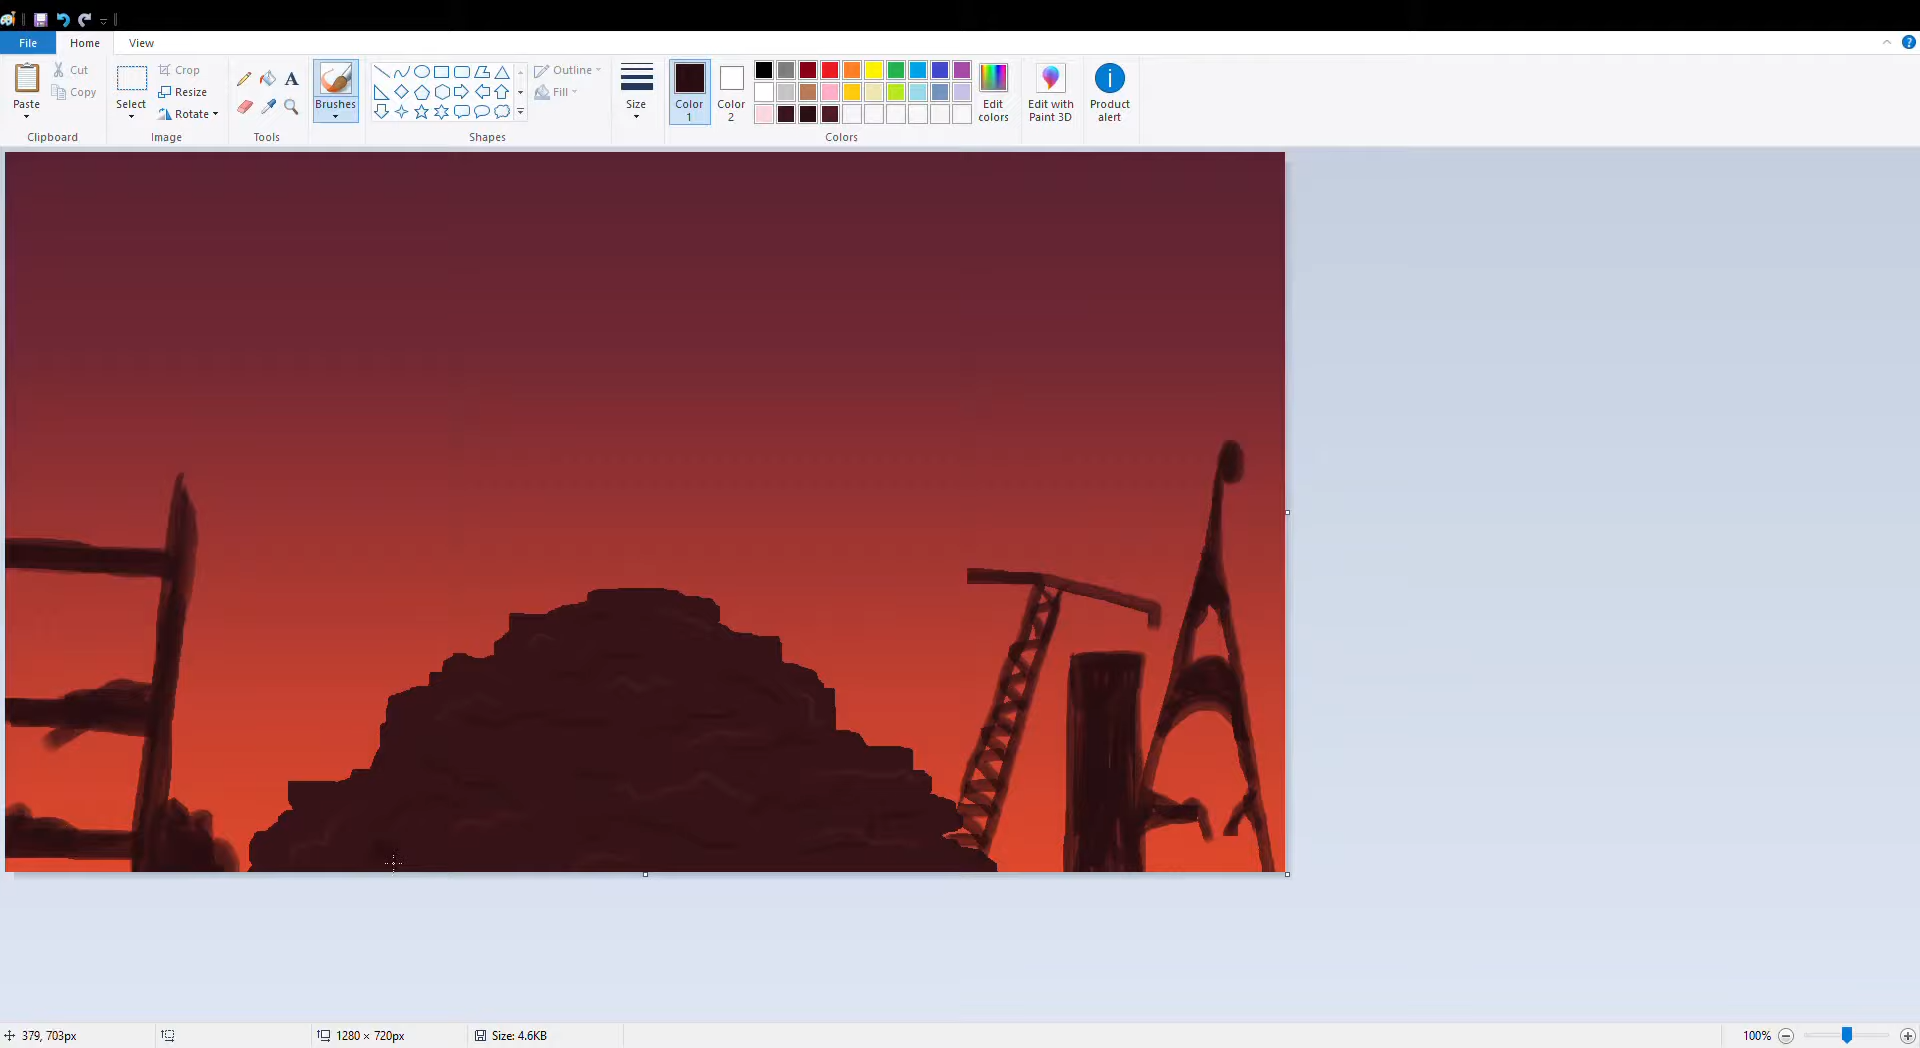 File Home View
Paste
Cut
Copy
Clipboard
Select
Crop
Resize
Rotate
Image
A
Tools
Brushes
Shapes
Outline
Fill
Size
Color
1
Color
2
Edit
colors
Colors
Edit with
Paint 3D
Product
alert
379, 703px 1280 × 720px Size: 4.6KB 100%